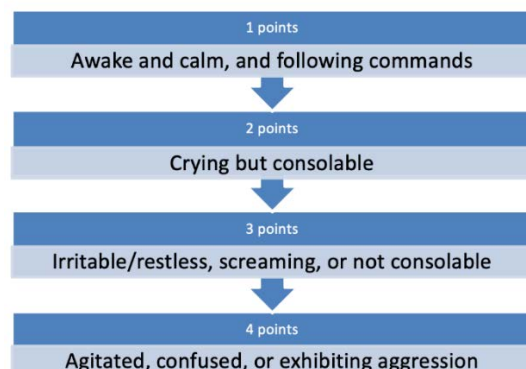 1 points
Awake and calm, and following commands
2 points
Crying but consolable
3 points
Irritable/restless, screaming, or not consolable
4 points
Agitated, confused, or exhibiting aggression